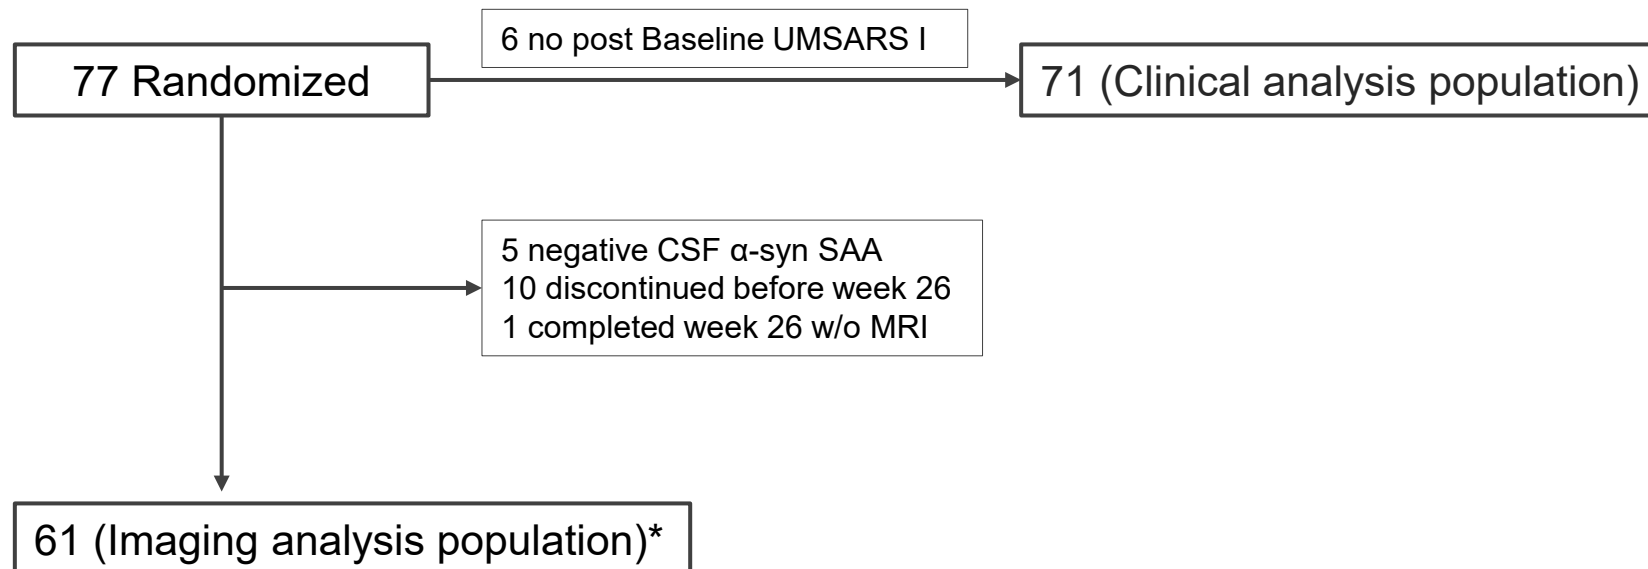 6 no post Baseline UMSARS I
77 Randomized
71 (Clinical analysis population)
5 negative CSF α-syn SAA
10 discontinued before week 26
1 completed week 26 w/o MRI
61 (Imaging analysis population)*